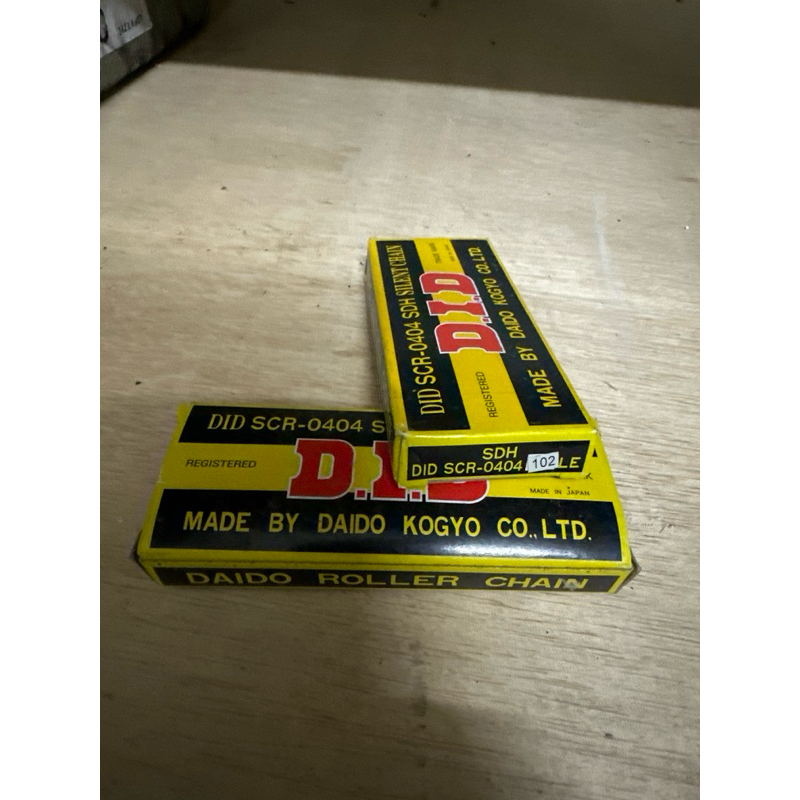 DID SCR-0404 SDH SILENT CHAIN
D.I.D
REGISTERED
MADE BY DAIDO KOGYO CO.,LTD.
SDH
DID SCR-0404
102
LE
DID SCR-0404 S
REGISTERED
D.I.D
MADE IN JAPAN
MADE BY DAIDO KOGYO CO.,LTD.
DAIDO ROLLER CHAIN